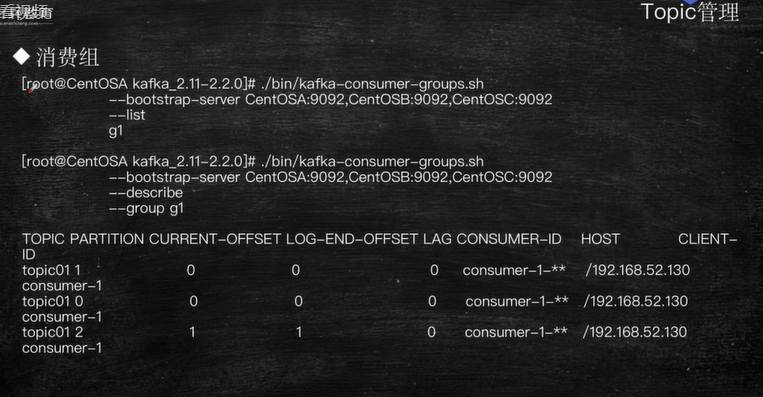 看视频
Topic管理
◆ 消费组
[root@CentOSA kafka_2.11-2.2.0]# ./bin/kafka-consumer-groups.sh
--bootstrap-server CentOSA:9092,CentOSB:9092,CentOSC:9092
--list
g1
[root@CentOSA kafka_2.11-2.2.0]# ./bin/kafka-consumer-groups.sh
--bootstrap-server CentOSA:9092,CentOSB:9092,CentOSC:9092
--describe
--group g1
TOPIC PARTITION CURRENT-OFFSET LOG-END-OFFSET LAG CONSUMER-ID HOST CLIENT-
ID
topic01 1 0 0 0 consumer-1-** /192.168.52.130
consumer-1
topic01 0 0 0 0 consumer-1-** /192.168.52.130
consumer-1
topic01 2 1 1 0 consumer-1-** /192.168.52.130
consumer-1